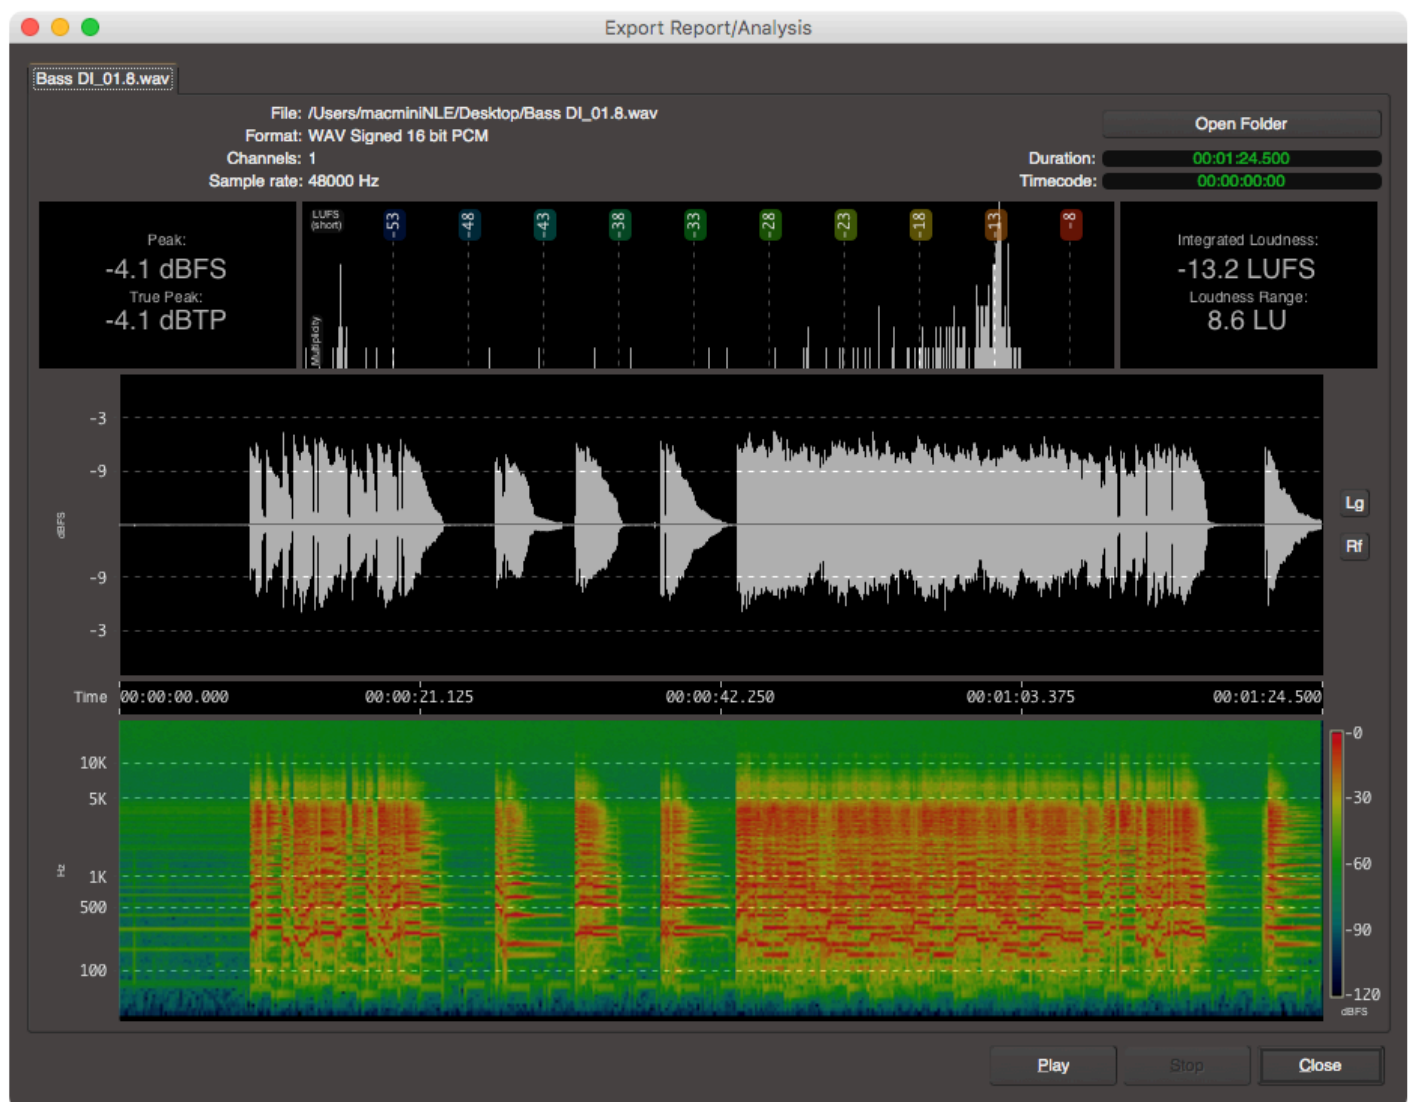 Export Report/Analysis
Bass DI_01.8.wav
File: /Users/macminiNLE/Desktop/Bass DI_01.8.wav
Format: WAV Signed 16 bit PCM
Channels: 1
Sample rate: 48000 Hz
Open Folder
Duration: 00:01:24.500
Timecode: 00:00:00:00
Peak:
-4.1 dBFS
True Peak:
-4.1 dBTP
LUFS
(short)
-53
-48
-43
-38
-33
-28
-23
-18
-13
-8
Multiplicity
Integrated Loudness:
-13.2 LUFS
Loudness Range:
8.6 LU
-3
-9
dBFS
-9
-3
Lg
Rf
Time 00:00:00.000 00:00:21.125 00:00:42.250 00:01:03.375 00:01:24.500
10K
5K
Hz
1K
500
100
-0
-30
-60
-90
-120
dBFS
Play
Stop
Close